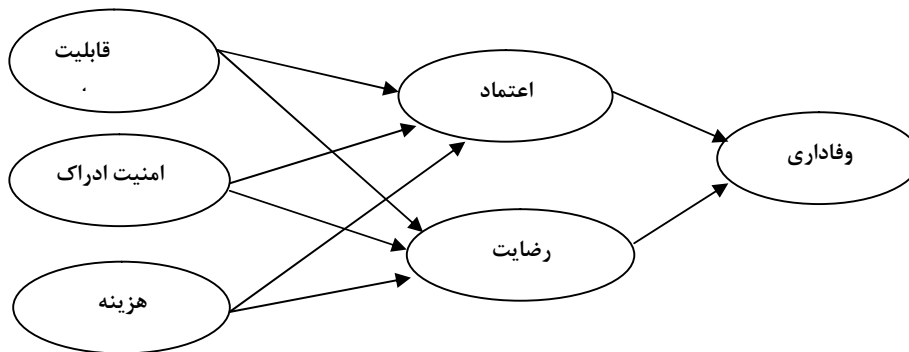 قابلیت
اعتماد
امنیت ادراک
وفاداری
رضایت
هزینه